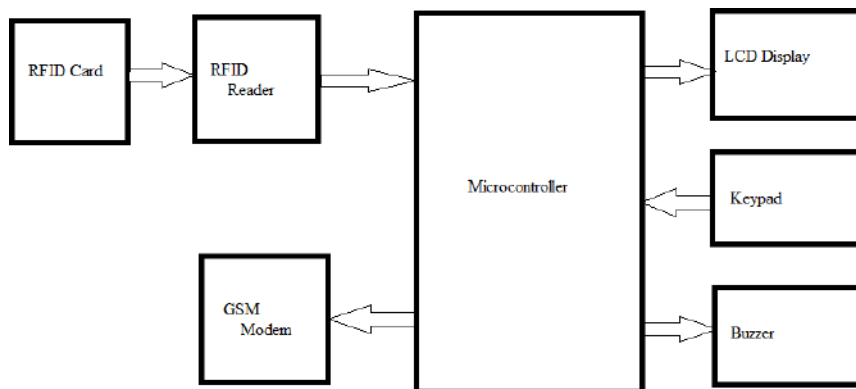 RFID Card
RFID
Reader
Microcontroller
LCD Display
Keypad
GSM
Modem
Buzzer